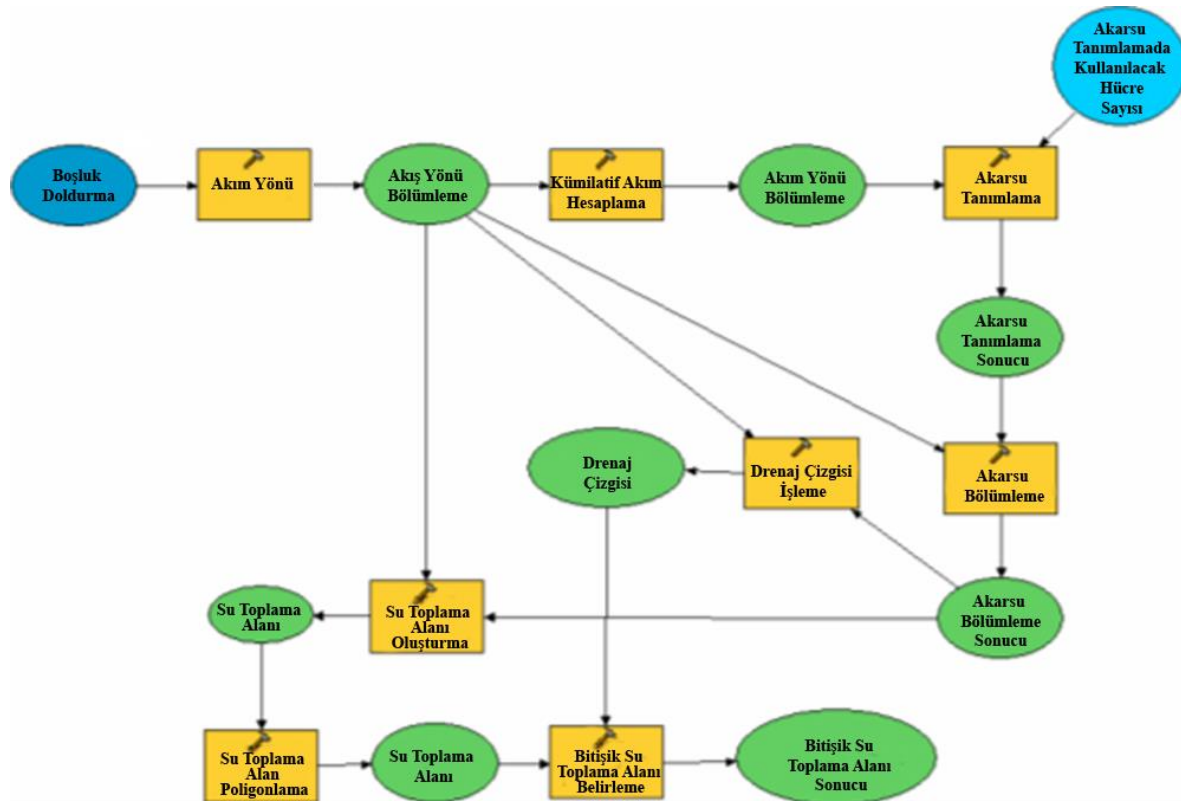 Akarsu
Tanımlamada
Kullanılacak
Hücre
Sayısı
Boşluk
Doldurma
Akım Yönü
Akış Yönü
Bölümleme
Kümilatif Akım
Hesaplama
Akım Yönü
Bölümleme
Akarsu
Tanımlama
Akarsu
Tanımlama
Sonucu
Drenaj
Çizgisi
Drenaj Çizgisi
İşleme
Akarsu
Bölümleme
Su Toplama
Alanı
Su Toplama
Alanı
Oluşturma
Akarsu
Bölümleme
Sonucu
Su Toplama
Alan
Poligonlama
Su Toplama
Alanı
Bitişik Su
Toplama Alanı
Belirleme
Bitişik Su
Toplama Alanı
Sonucu